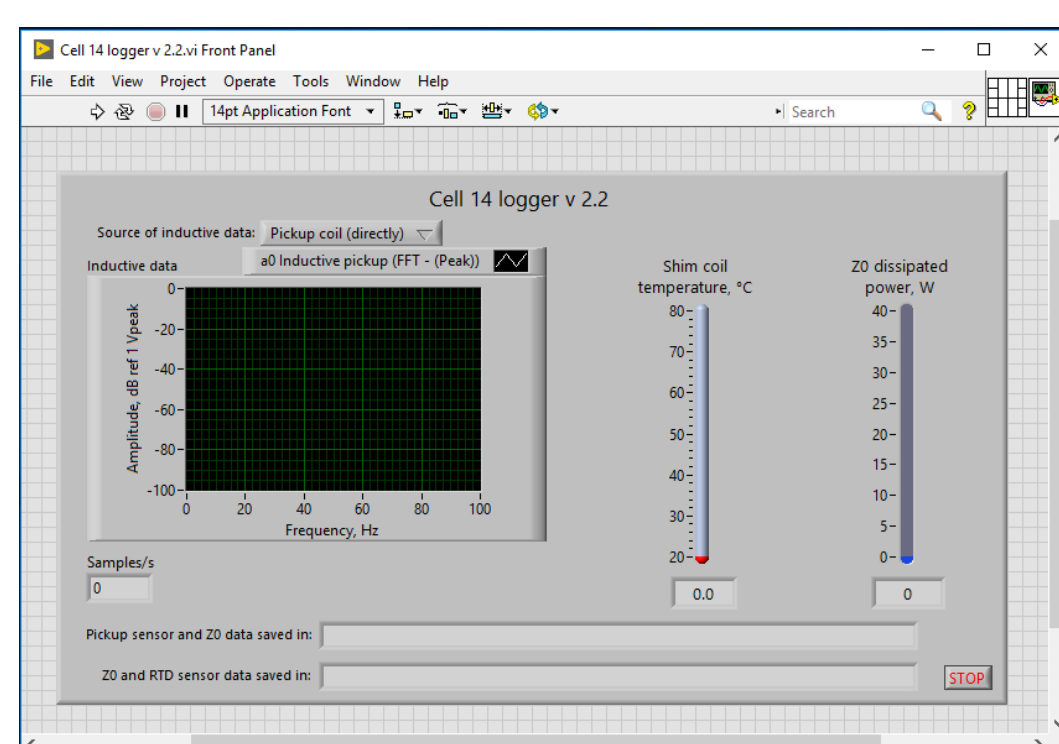 Cell 14 logger v 2.2.vi Front Panel
File Edit View Project Operate Tools Window Help
14pt Application Font
Search
Cell 14 logger v 2.2
Source of inductive data: Pickup coil (directly)
Inductive data
a0 Inductive pickup (FFT - (Peak))
Amplitude, dB ref 1 Vpeak
0
-20
-40
-60
-80
-100
0 20 40 60 80 100
Frequency, Hz
Shim coil
temperature, °C
80
70
60
50
40
30
20
0.0
Z0 dissipated
power, W
40
35
30
25
20
15
10
5
0
0
Samples/s
0
Pickup sensor and Z0 data saved in:
Z0 and RTD sensor data saved in:
STOP